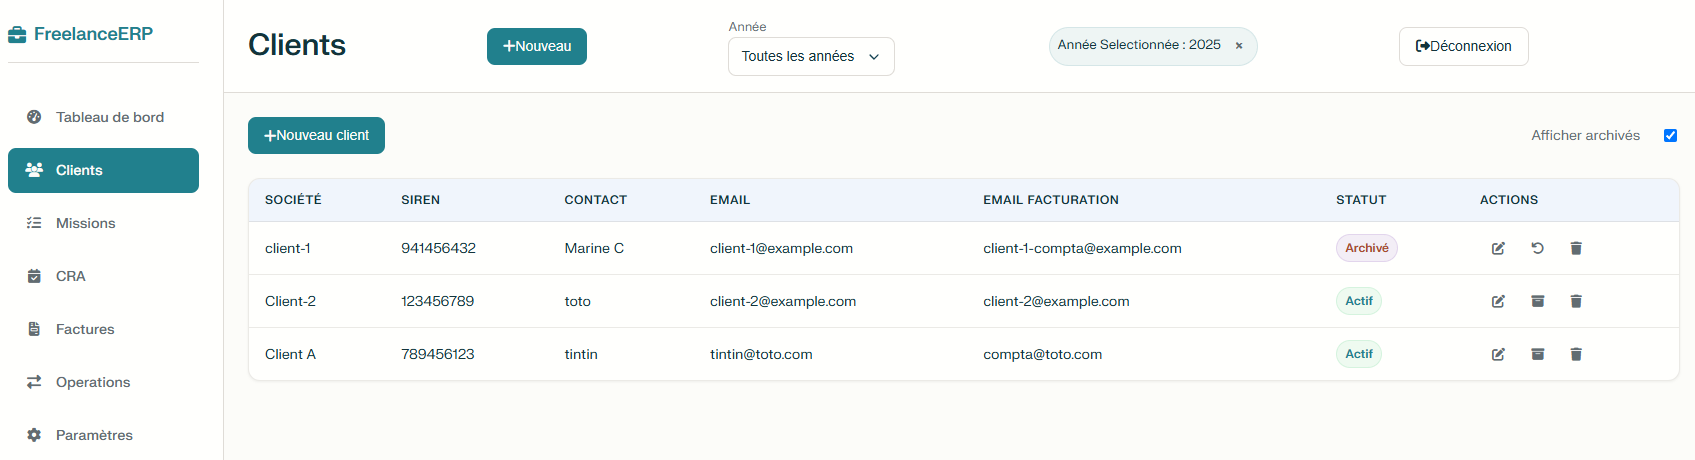 FreelanceERP
Tableau de bord
Clients
Missions
CRA
Factures
Operations
Paramètres
Clients
+Nouveau
Année
Toutes les années
Année Selectionnée : 2025 ×
Déconnexion
+Nouveau client
Afficher archivés
SOCIÉTÉ SIREN CONTACT EMAIL EMAIL FACTURATION STATUT ACTIONS
client-1 941456432 Marine C client-1@example.com client-1-compta@example.com Archivé
Client-2 123456789 toto client-2@example.com client-2@example.com Actif
Client A 789456123 tintin tintin@toto.com compta@toto.com Actif